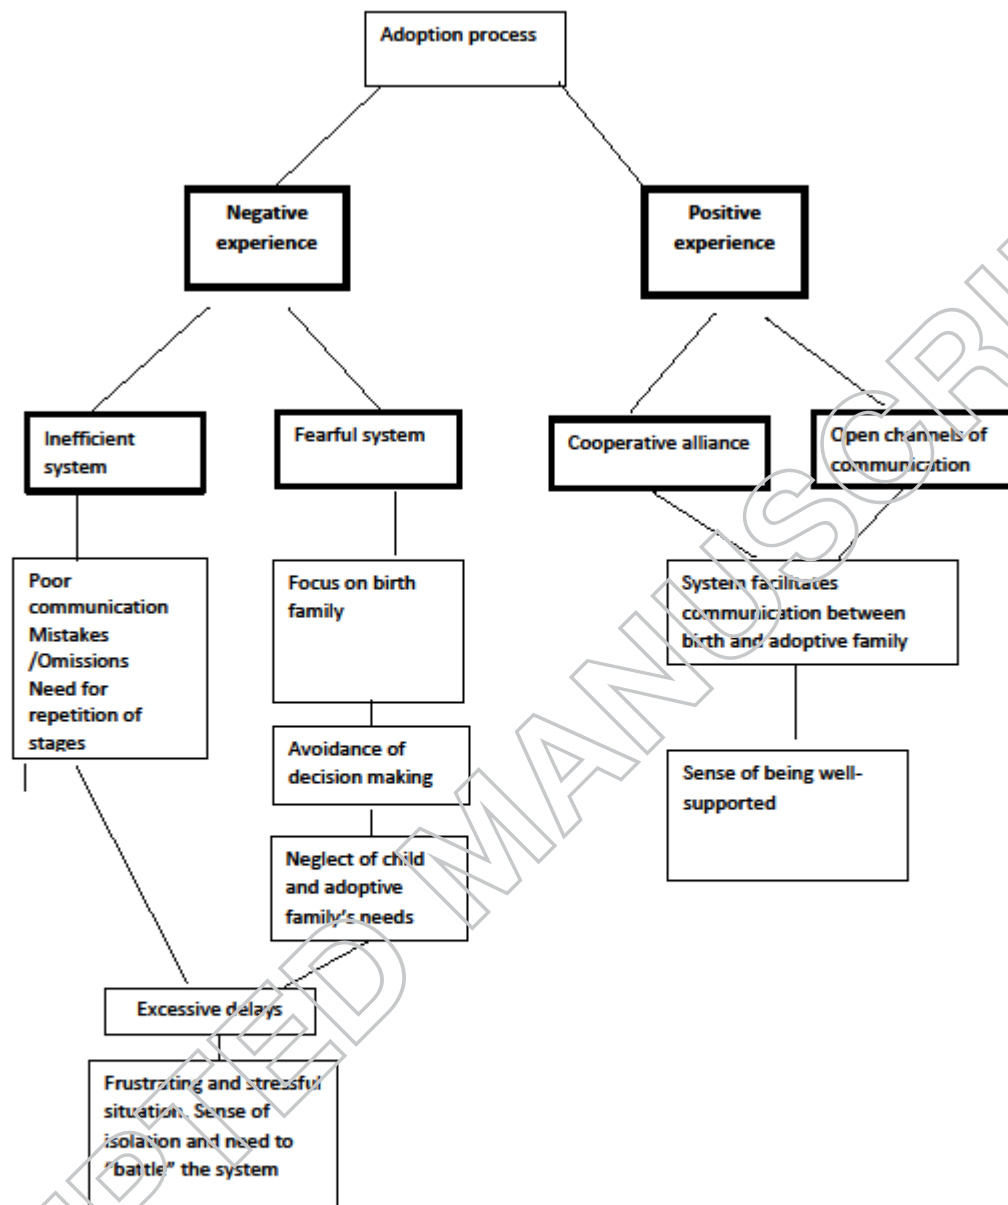 Adoption process
Negative
experience
Positive
experience
Inefficient
system
Fearful system
Cooperative alliance
Open channels of
communication
Poor
communication
Mistakes
/Omissions
Need for
repetition of
stages
Focus on birth
family
System facilitates
communication between
birth and adoptive family
Avoidance of
decision making
Sense of being well-
supported
Neglect of child
and adoptive
family's needs
Excessive delays
Frustrating and stressful
situation. Sense of
isolation and need to
"battle" the system
PTED MANUSCRI